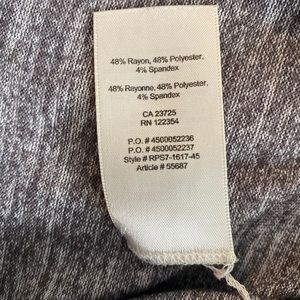 48% Rayon, 48% Polyester,
4% Spandex
48% Rayonne, 48% Polyester,
4% Spandex
CA 23725
RN 122354
P.O. # 4500052236
P.O. # 4500052237
Style # RPS7-1617-45
Article # 55687